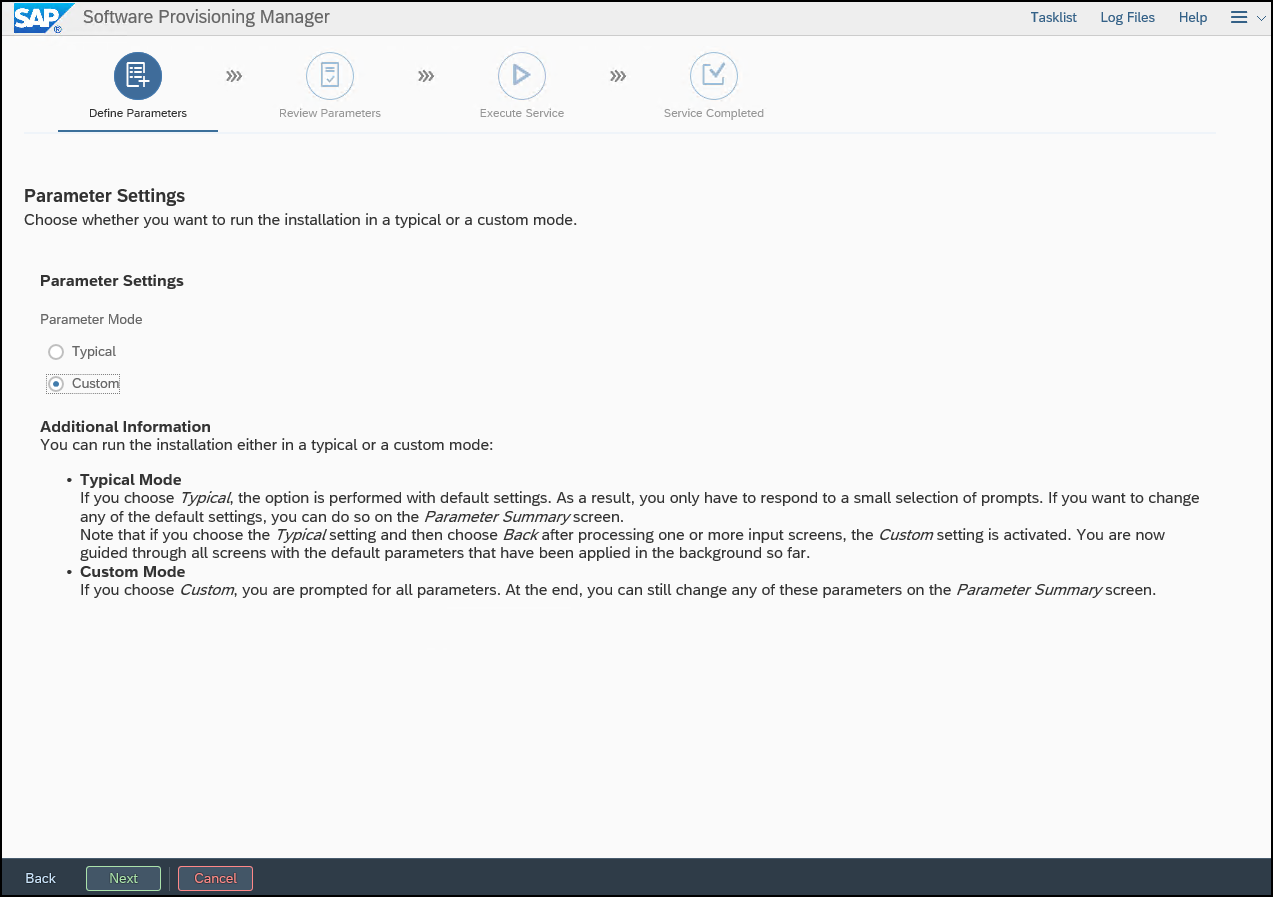 SAP ® Software Provisioning Manager Tasklist Log Files Help
Define Parameters Review Parameters Execute Service Service Completed
Parameter Settings
Choose whether you want to run the installation in a typical or a custom mode.
Parameter Settings
Parameter Mode
Typical
Custom
Additional Information
You can run the installation either in a typical or a custom mode:
• Typical Mode
If you choose Typical, the option is performed with default settings. As a result, you only have to respond to a small selection of prompts. If you want to change
any of the default settings, you can do so on the Parameter Summary screen.
Note that if you choose the Typical setting and then choose Back after processing one or more input screens, the Custom setting is activated. You are now
guided through all screens with the default parameters that have been applied in the background so far.
• Custom Mode
If you choose Custom, you are prompted for all parameters. At the end, you can still change any of these parameters on the Parameter Summary screen.
Back Next Cancel